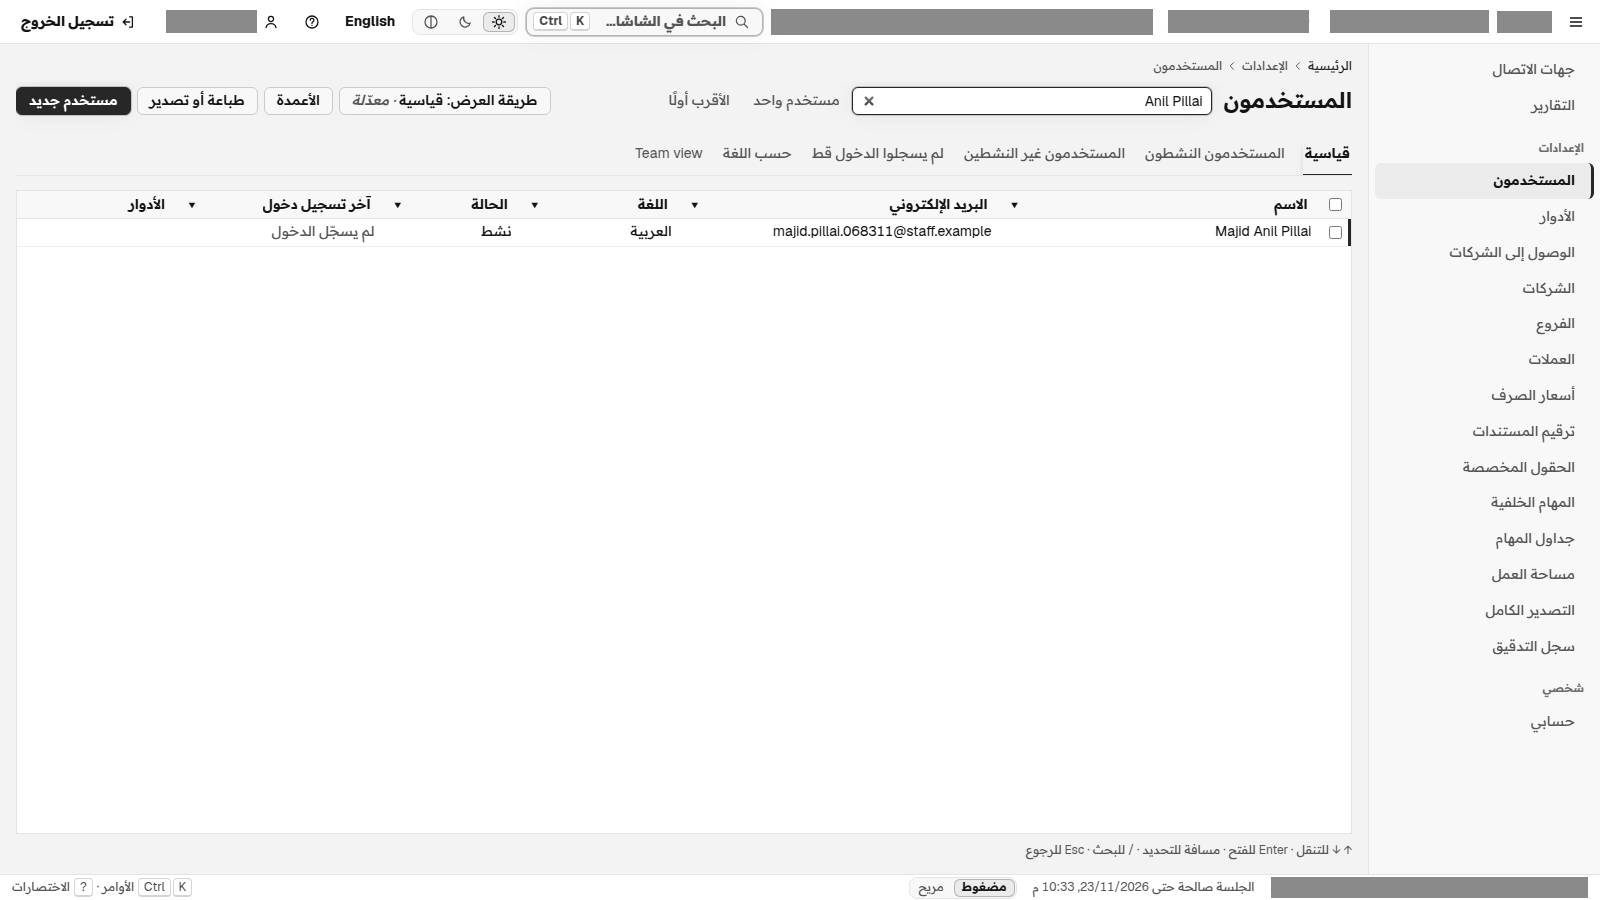 البحث في الشاشا... Ctrl K
English
تسجيل الخروج
جهات الاتصال
التقارير
الإعدادات
المستخدمون
الأدوار
الوصول إلى الشركات
الشركات
الفروع
العملات
أسعار الصرف
ترقيم المستندات
الحقول المخصصة
المهام الخلفية
جداول المهام
مساحة العمل
التصدير الكامل
سجل التدقيق
شخصي
حسابي
الرئيسية › الإعدادات › المستخدمون
المستخدمون Anil Pillai × مستخدم واحد الأقرب أولًا طريقة العرض: قياسية · معدّلة الأعمدة طباعة أو تصدير مستخدم جديد
قياسية المستخدمون النشطون المستخدمون غير النشطين لم يسجلوا الدخول قط حسب اللغة Team view
الاسم ▼ البريد الإلكتروني ▼ اللغة ▼ الحالة ▼ آخر تسجيل دخول ▼ الأدوار
Majid Anil Pillai majid.pillai.068311@staff.example العربية نشط لم يسجّل الدخول
↑↓ للتنقل · Enter للفتح · مسافة للتحديد · / للبحث · Esc للرجوع
الجلسة صالحة حتى 23/11/2026, 10:33 م مضغوط مريح
Ctrl K الأوامر · ? الاختصارات